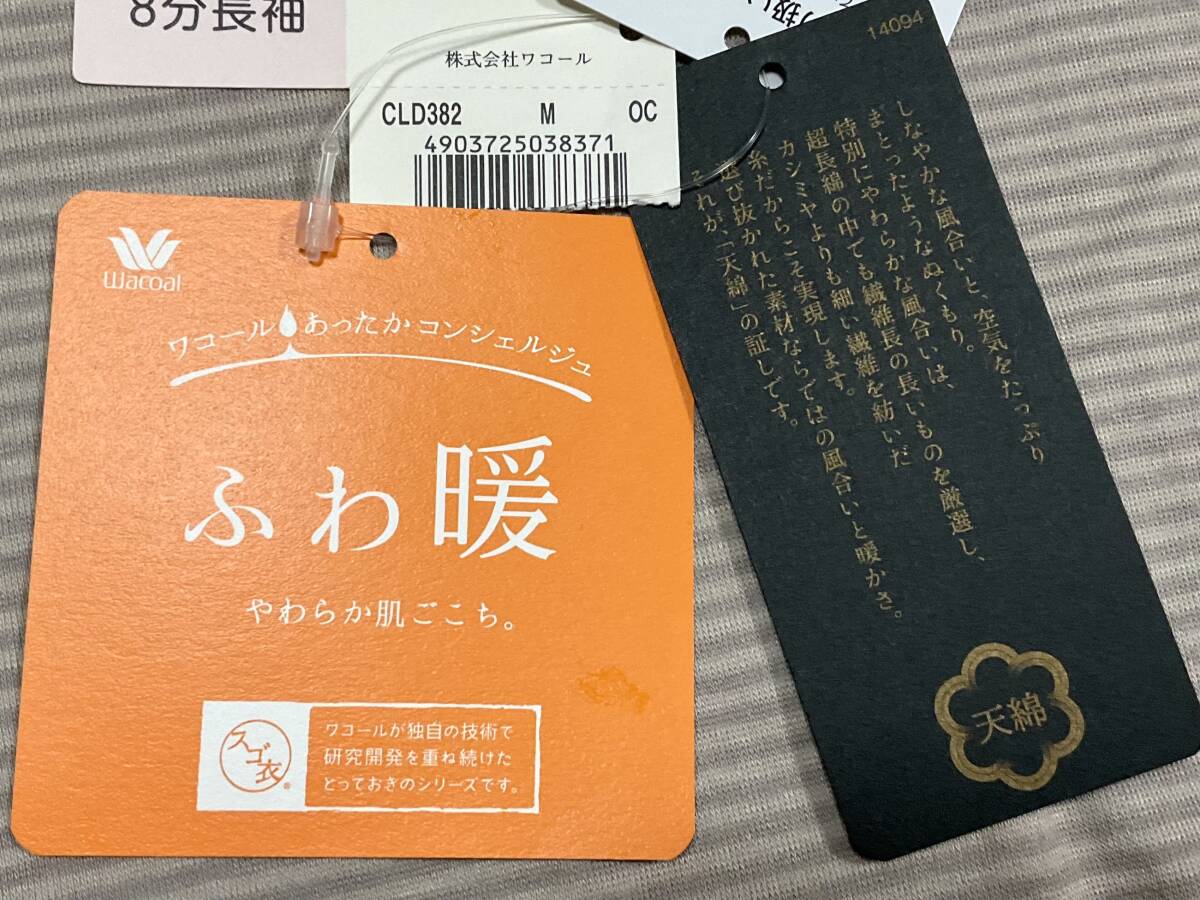 8分長袖
株式会社ワコール
CLD382 M OC
4903725038371
Wacoal
ワコール あったか コンシェルジュ
ふわ暖
やわらか肌ごこち。
スゴ衣
ワコールが独自の技術で
研究開発を重ね続けた
とっておきのシリーズです。
14094
しなやかな風合いと、空気をたっぷり
まとったようなぬくもり。
特別にやわらかな風合いは、
超長綿の中でも繊維長の長いものを厳選し、
カシミヤよりも細い繊維を紡いだ
糸だからこそ実現します。
選び抜かれた素材ならではの風合いと暖かさ。
それが、「天綿」の証しです。
天綿